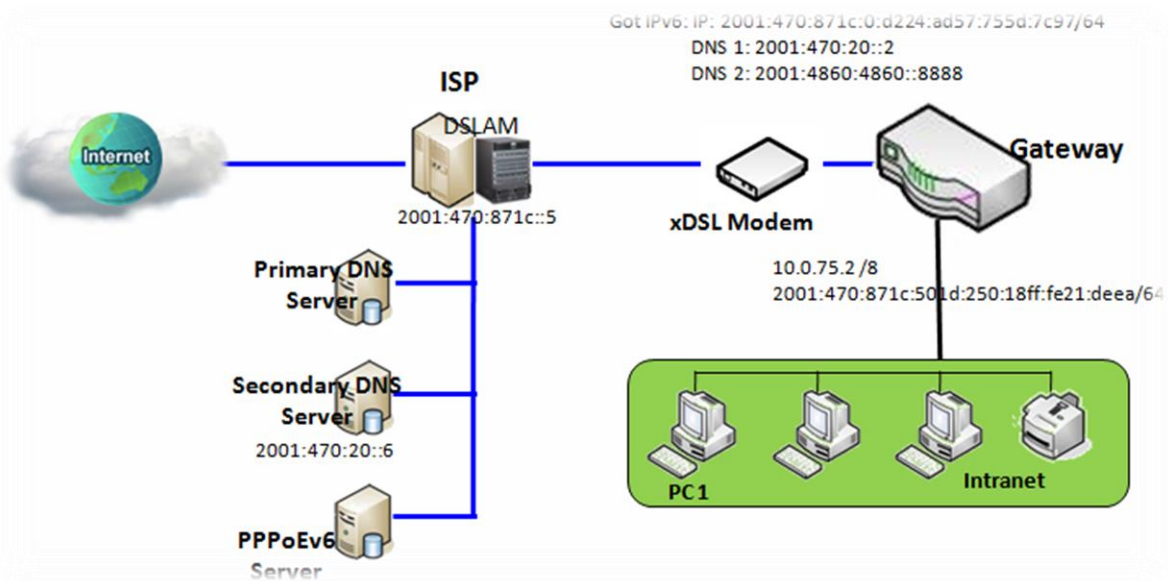 Got IPv6: IP: 2001:470:871c:0:d224:ad57:755d:7c97/64
DNS 1: 2001:470:20::2
DNS 2: 2001:4860:4860::8888
ISP
DSLAM
Internet
Gateway
2001:470:871c::5
xDSL Modem
Primary DNS
Server
10.0.75.2 /8
2001:470:871c:501d:250:18ff:fe21:deea/64
Secondary DNS
Server
2001:470:20::6
PC1
Intranet
PPPoEv6
Server